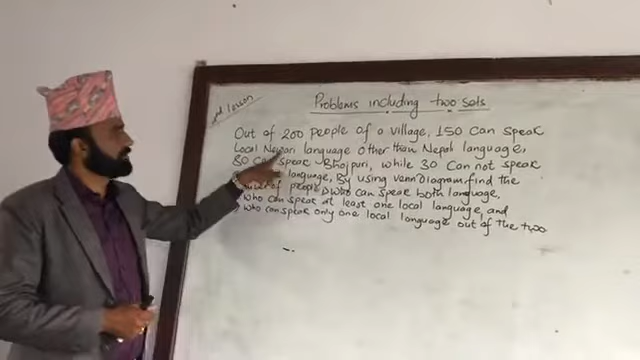 Problems including two sets
Out of 200 people of a village, 150 can speak
Local Newari language other than Nepali language,
80 can speak Bhojpuri, while 30 can not speak
language, By using Venn Diagram, find the
of people who can speak both language,
who can speak at least one local language, and
who can speak only one local language out of the two